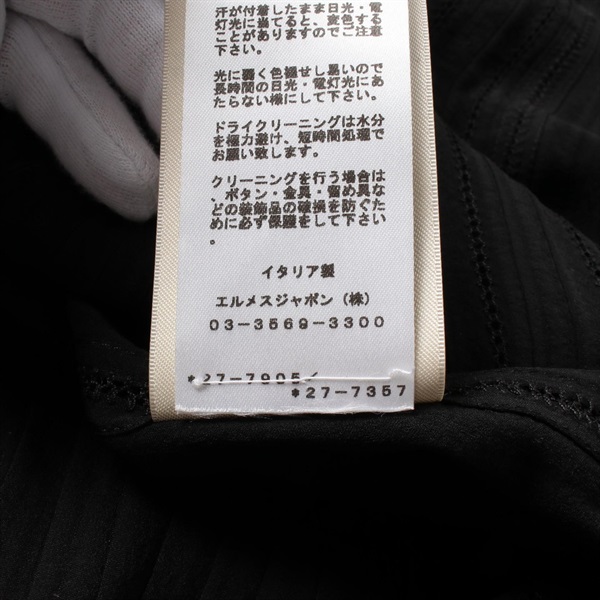 汗が付着したまま日光・電
灯光に当てると、変色する
ことがありますのでご注意
下さい。
光に弱く色褪せし易いので
長時間の日光・電灯光にあ
たらない様にして下さい。
ドライクリーニングは水分
を極力避け、短時間処理で
お願い致します。
クリーニングを行う場合は
、ボタン・金具・留め具な
どの装飾品の破損を防ぐた
めに必ず保護をして下さい
。
イタリア製
エルメスジャポン（株）
03-3569-3300
*27-7905
*27-7357